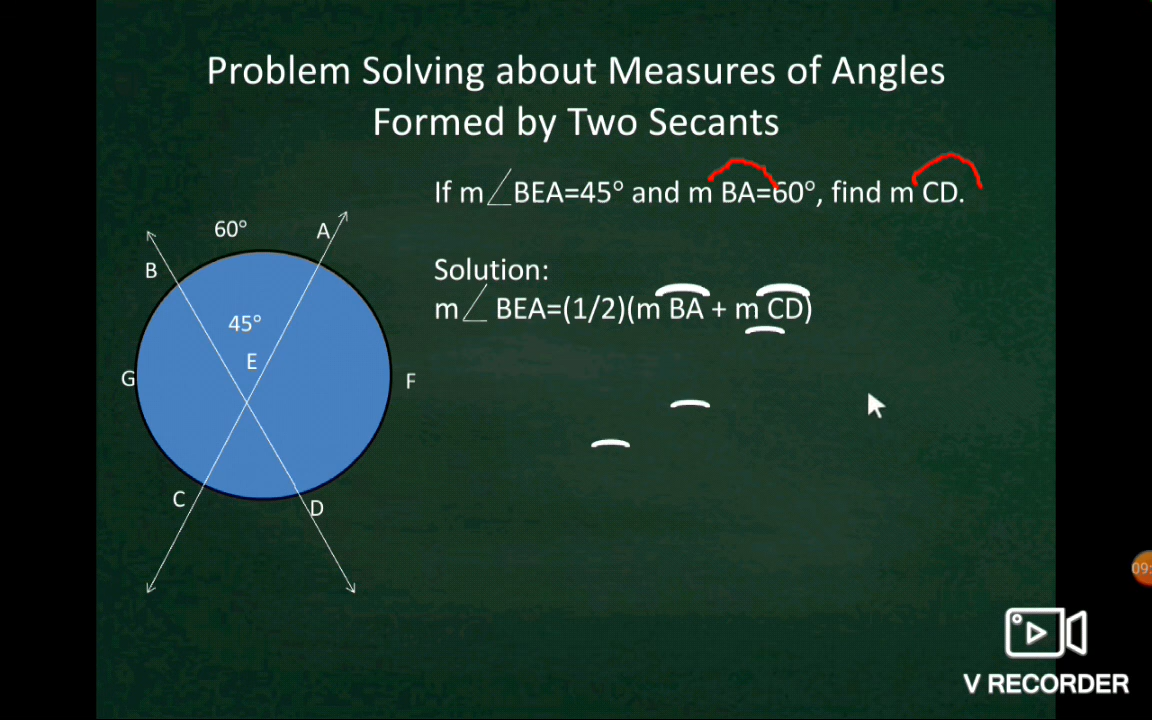 Problem Solving about Measures of Angles
Formed by Two Secants
If m∠BEA=45° and m BA=60°, find m CD.
60°
A
B
Solution:
m∠ BEA=(1/2)(m BA + m CD)
45°
E
G
F
C
D
09:
V RECORDER